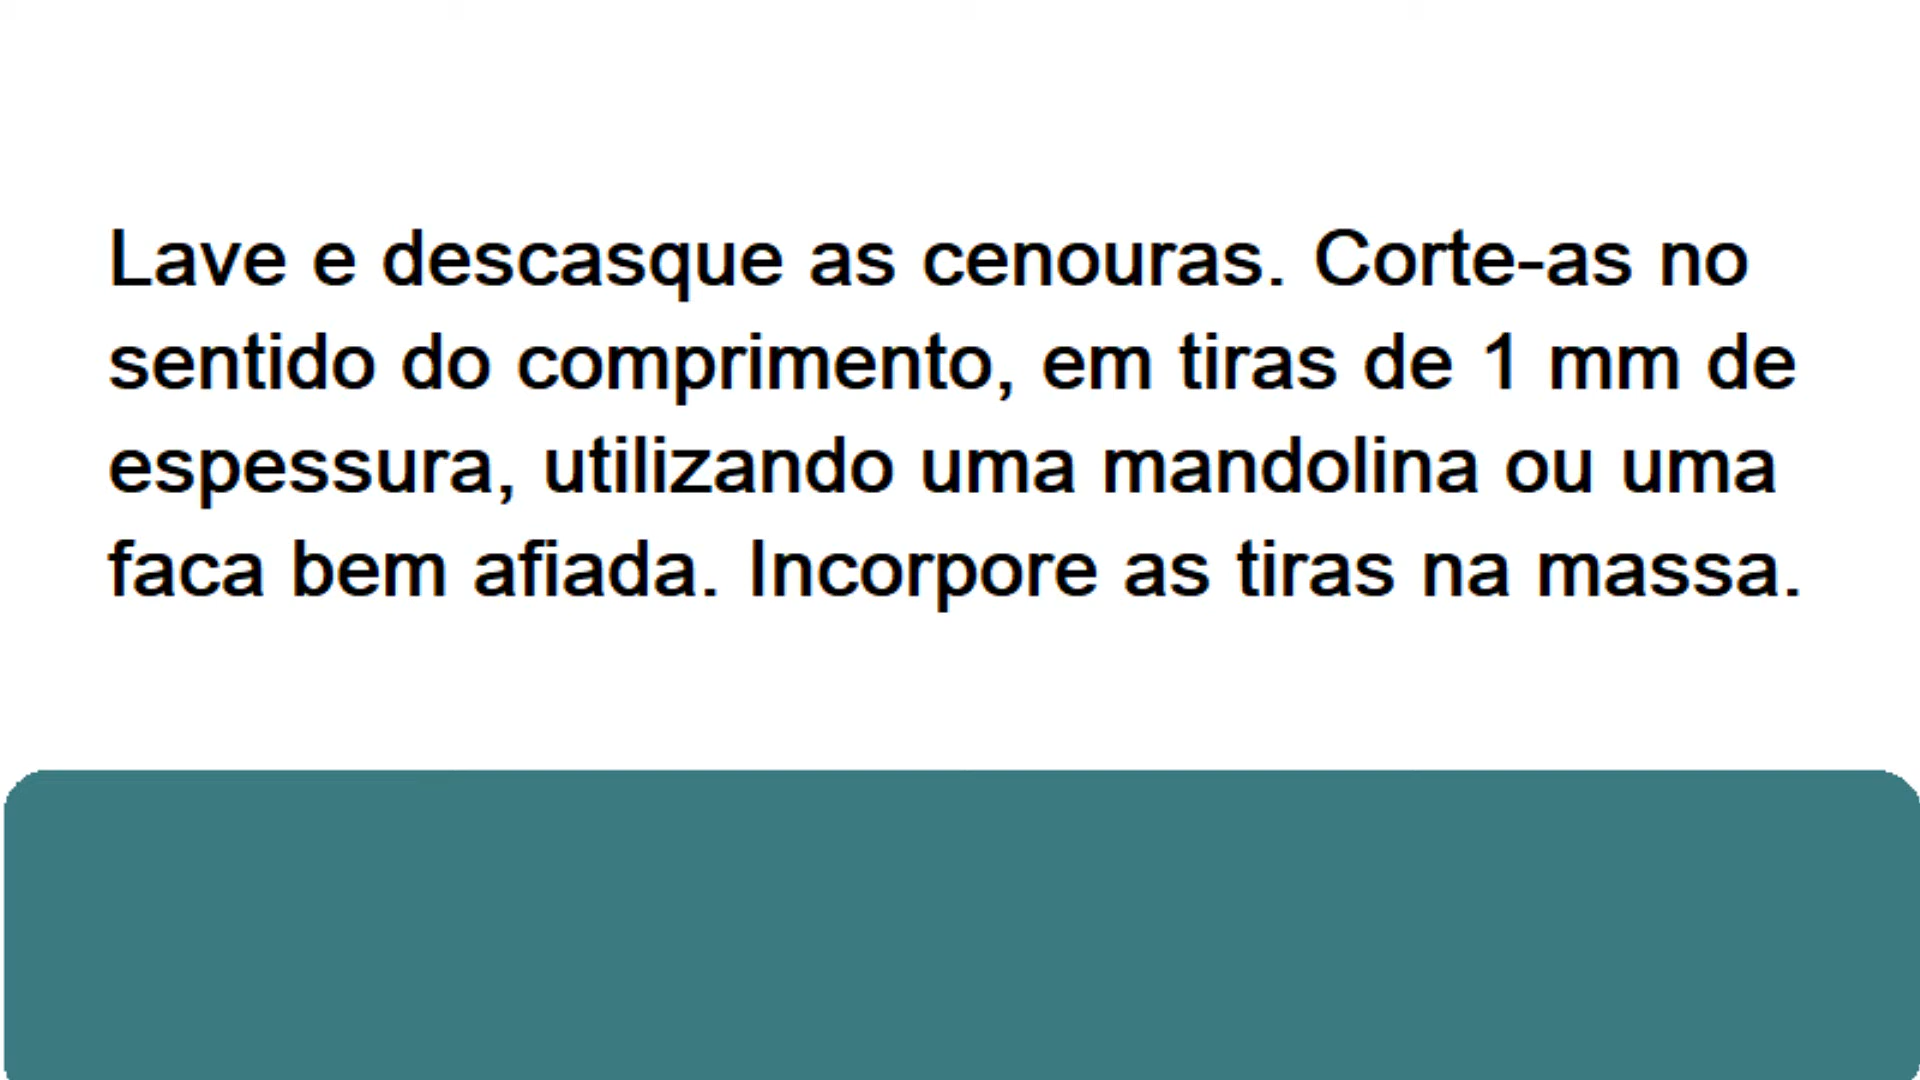 Lave e descasque as cenouras. Corte-as no
sentido do comprimento, em tiras de 1 mm de
espessura, utilizando uma mandolina ou uma
faca bem afiada. Incorpore as tiras na massa.